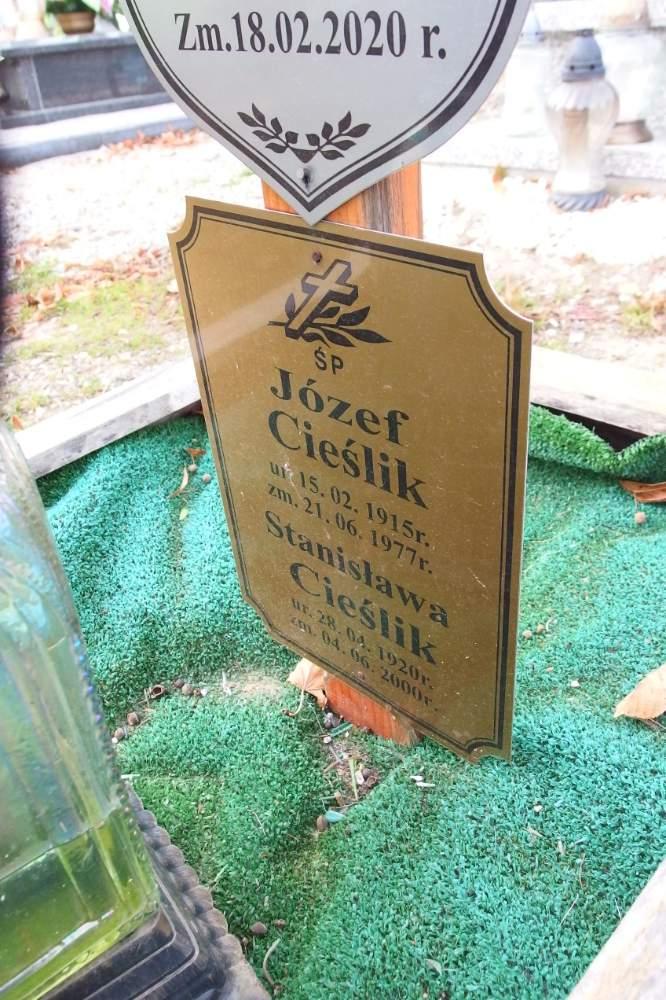 Zm.18.02.2020 r.
ŚP
Józef
Cieślik
ur. 15. 02. 1915r.
zm. 21. 06. 1977r.
Stanisława
Cieślik
ur. 28. 04. 1920r.
zm. 04. 06. 2000r.